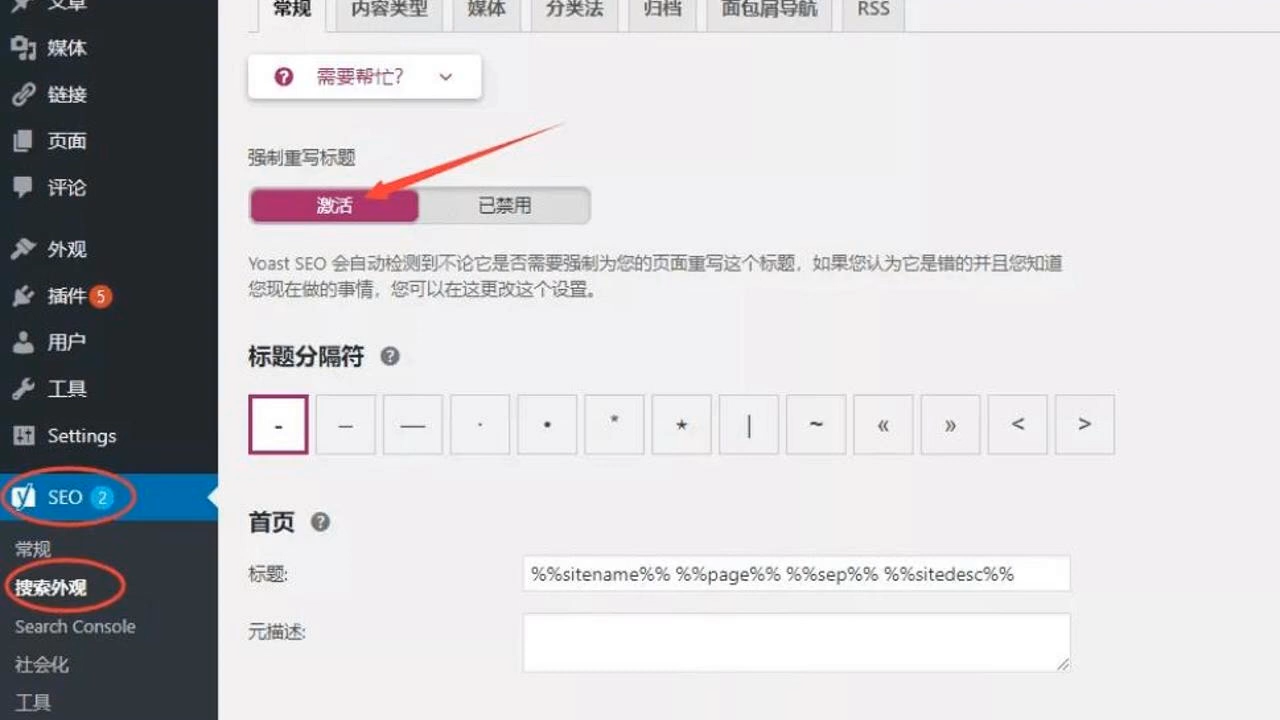 文章
媒体
链接
页面
评论
外观
插件 5
用户
工具
Settings
SEO 2
常规
搜索外观
Search Console
社会化
工具
常规 内容类型 媒体 分类法 归档 面包屑导航 RSS
需要帮忙?
强制重写标题
激活 已禁用
Yoast SEO 会自动检测到不论它是否需要强制为您的页面重写这个标题，如果您认为它是错的并且您知道
您现在做的事情，您可以在这更改这个设置。
标题分隔符 ?
- – — · • * ⋆ | ~ « » < >
首页 ?
标题: %%sitename%% %%page%% %%sep%% %%sitedesc%%
元描述: